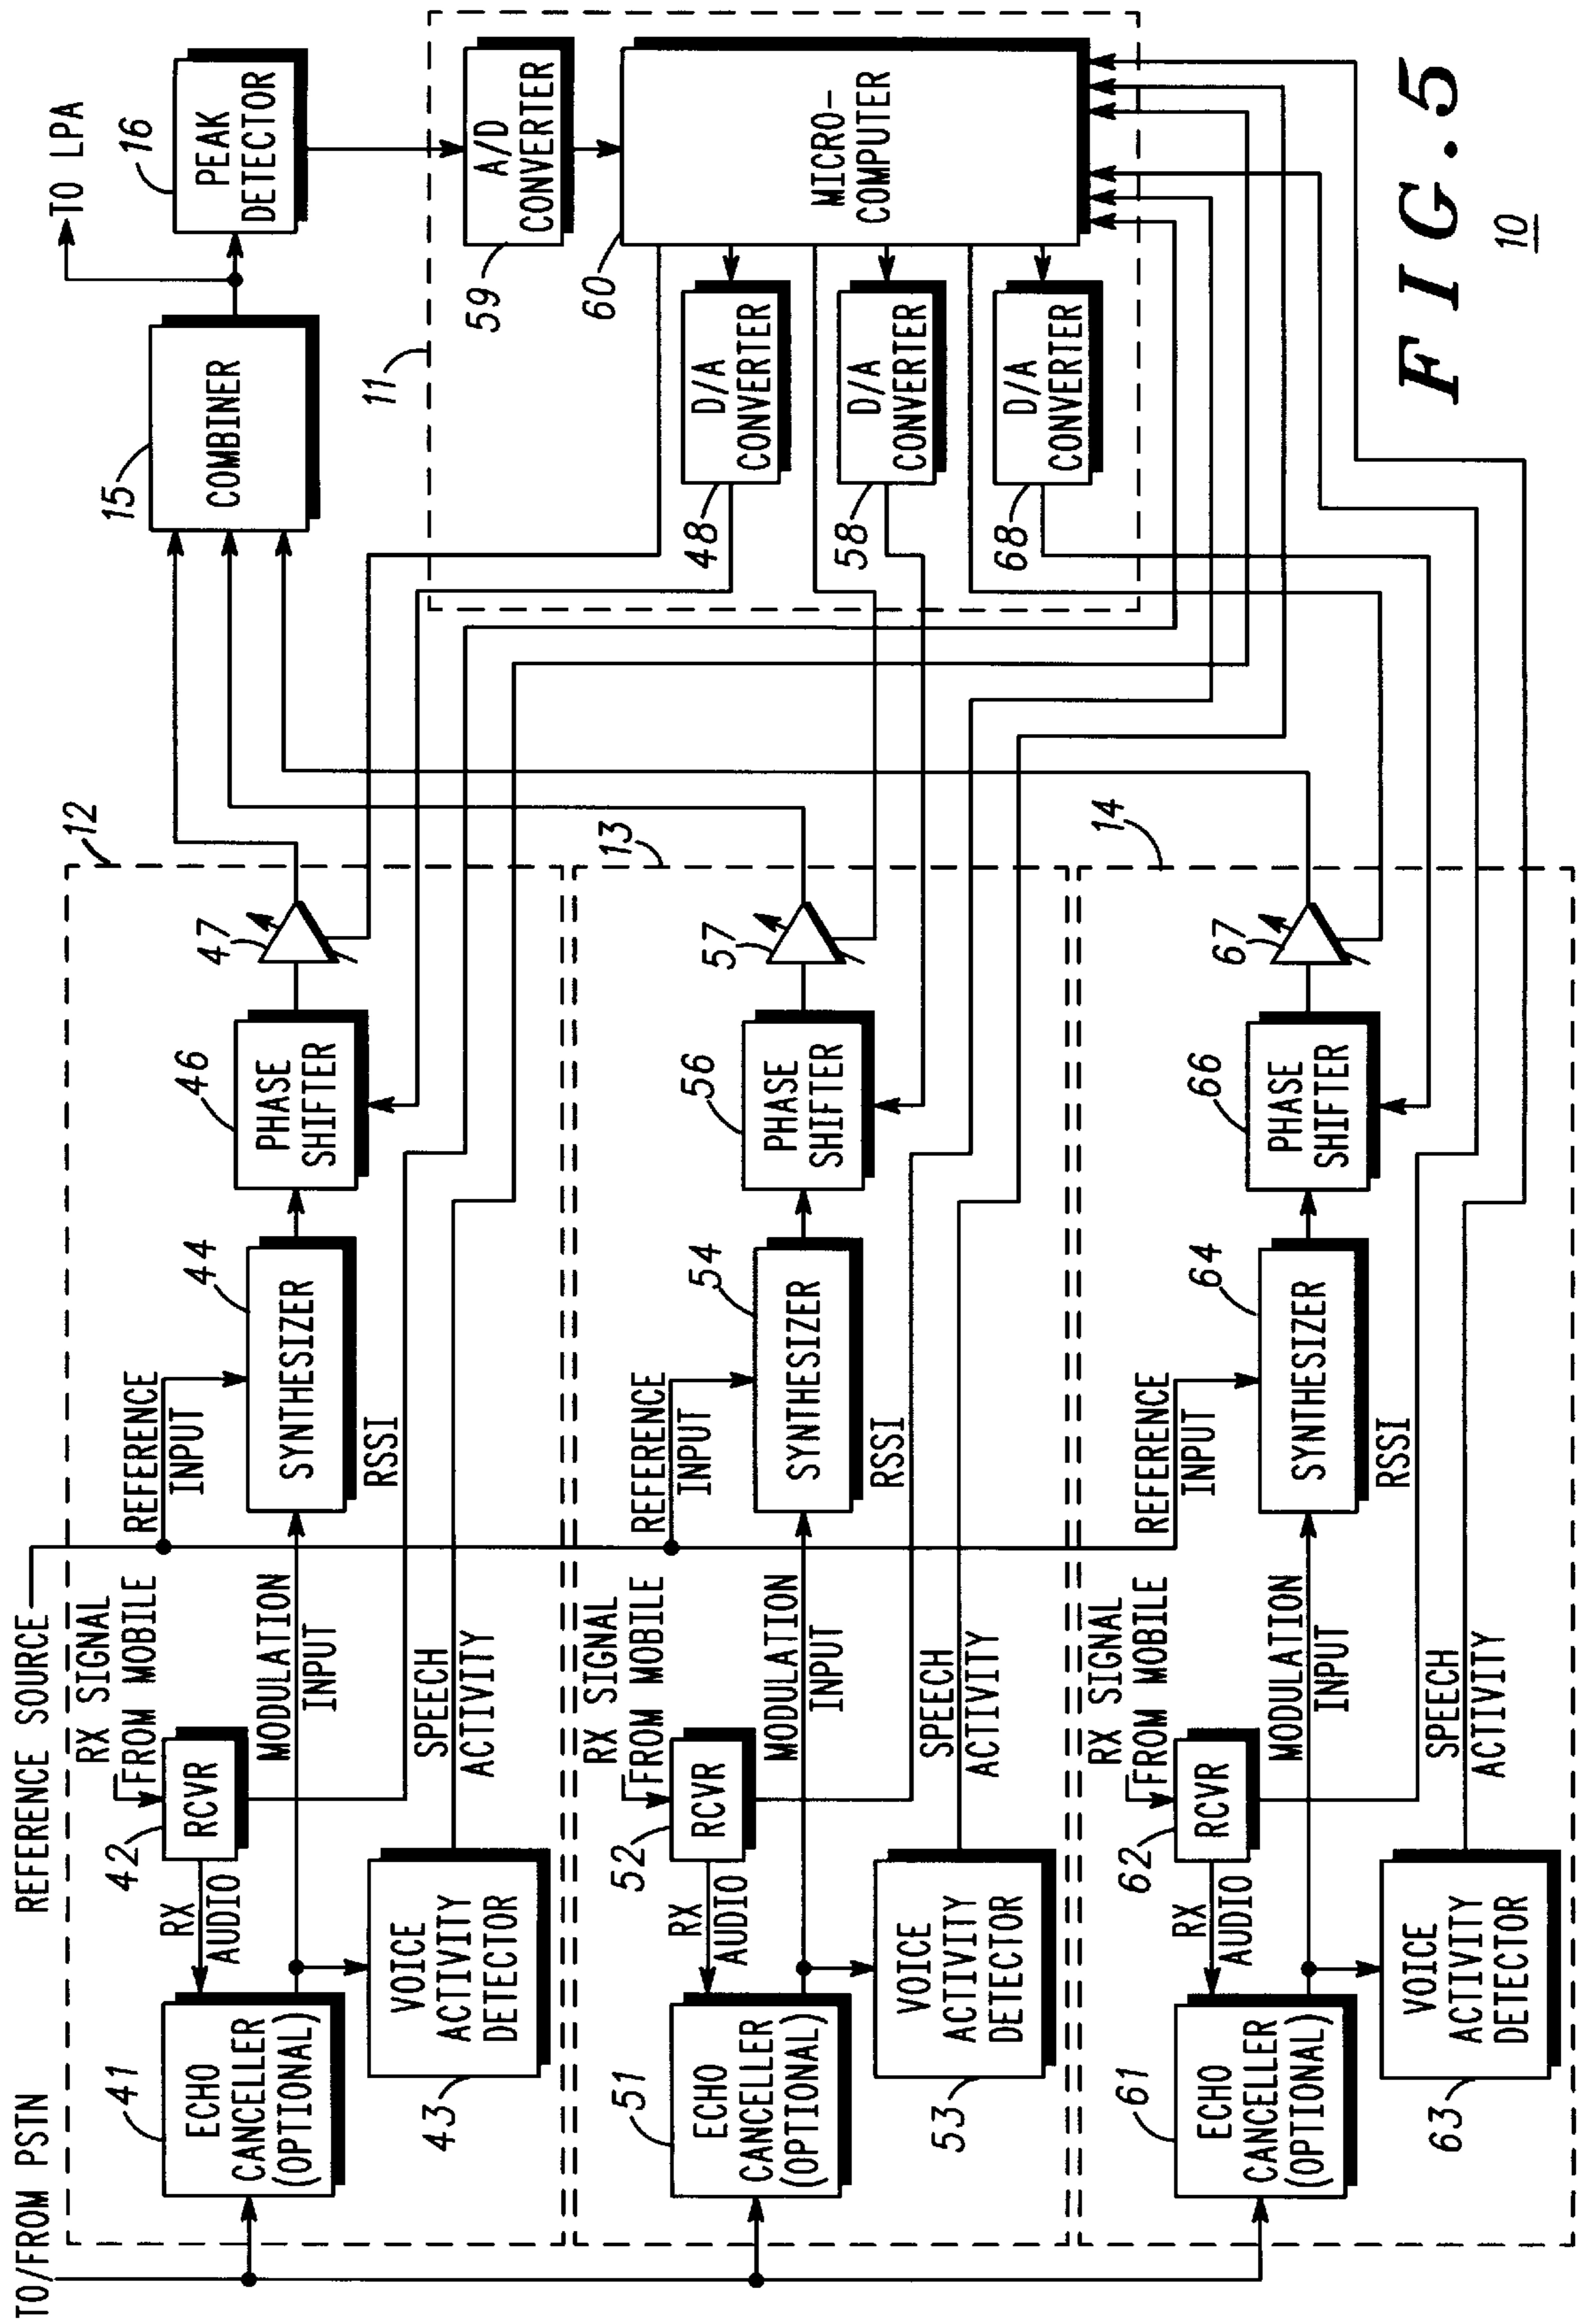 TO/FROM PSTN
REFERENCE SOURCE
12
41
ECHO
CANCELLER
(OPTIONAL)
RX
AUDIO
42
RCVR
RX SIGNAL
FROM MOBILE
MODULATION
INPUT
REFERENCE
INPUT
44
SYNTHESIZER
46
PHASE
SHIFTER
47
RSSI
43
VOICE
ACTIVITY
DETECTOR
SPEECH
ACTIVITY
13
51
ECHO
CANCELLER
(OPTIONAL)
RX
AUDIO
52
RCVR
RX SIGNAL
FROM MOBILE
MODULATION
INPUT
REFERENCE
INPUT
54
SYNTHESIZER
56
PHASE
SHIFTER
57
RSSI
53
VOICE
ACTIVITY
DETECTOR
SPEECH
ACTIVITY
14
61
ECHO
CANCELLER
(OPTIONAL)
RX
AUDIO
62
RCVR
RX SIGNAL
FROM MOBILE
MODULATION
INPUT
REFERENCE
INPUT
64
SYNTHESIZER
66
PHASE
SHIFTER
67
RSSI
63
VOICE
ACTIVITY
DETECTOR
SPEECH
ACTIVITY
15
COMBINER
TO LPA
16
PEAK
DETECTOR
11
59
A/D
CONVERTER
60
MICRO-
COMPUTER
48
D/A
CONVERTER
58
D/A
CONVERTER
68
D/A
CONVERTER
FIG. 5
10